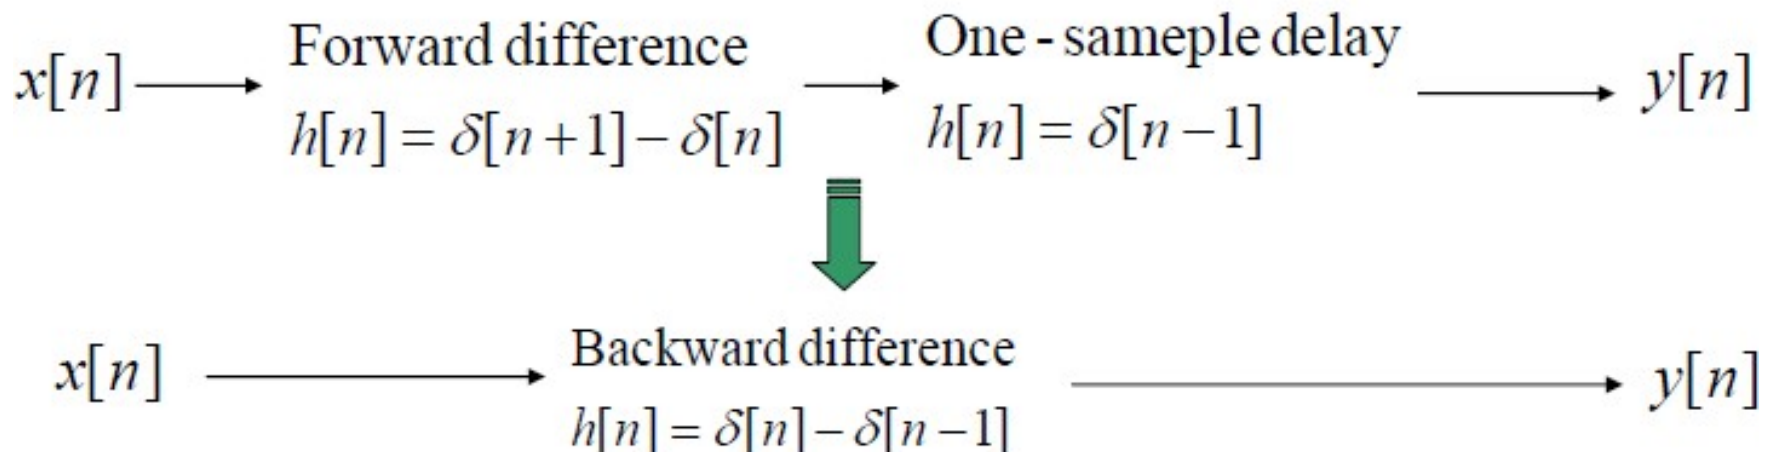 x[n]
Forward difference
h[n] = δ[n+1]−δ[n]
One - sameple delay
h[n] = δ[n−1]
y[n]
x[n]
Backward difference
h[n] = δ[n]−δ[n−1]
y[n]